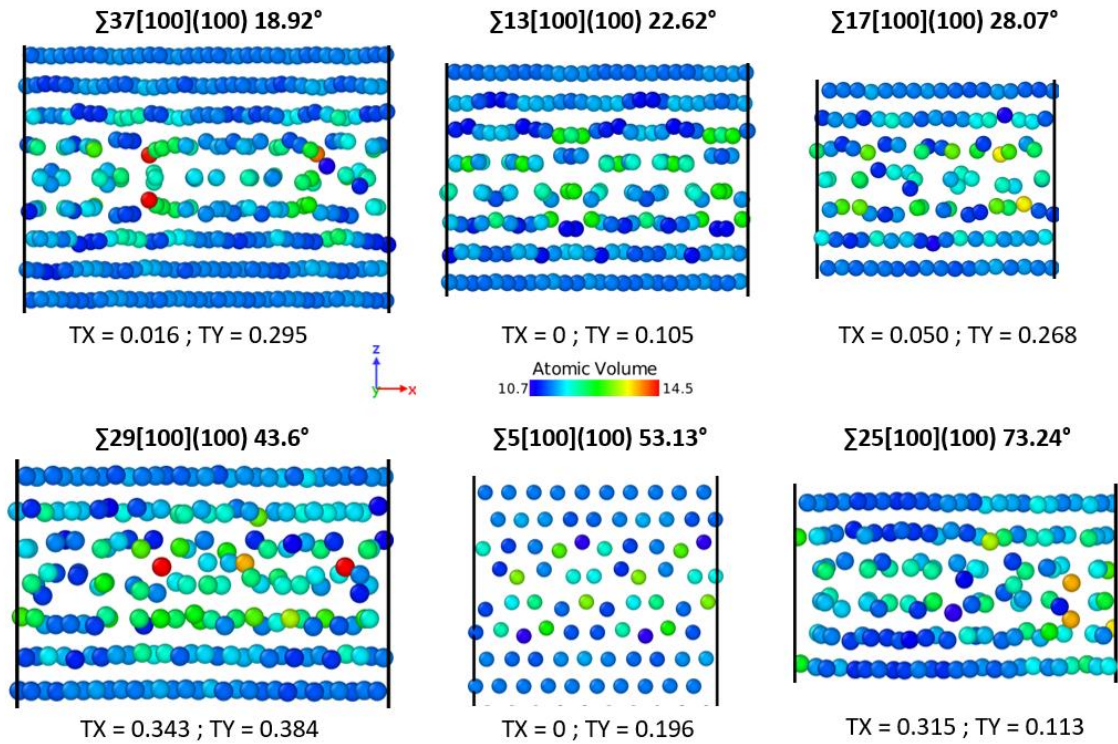 ∑37[100](100) 18.92°
∑13[100](100) 22.62°
∑17[100](100) 28.07°
TX = 0.016 ; TY = 0.295
TX = 0 ; TY = 0.105
TX = 0.050 ; TY = 0.268
z
y
x
Atomic Volume
10.7
14.5
∑29[100](100) 43.6°
∑5[100](100) 53.13°
∑25[100](100) 73.24°
TX = 0.343 ; TY = 0.384
TX = 0 ; TY = 0.196
TX = 0.315 ; TY = 0.113